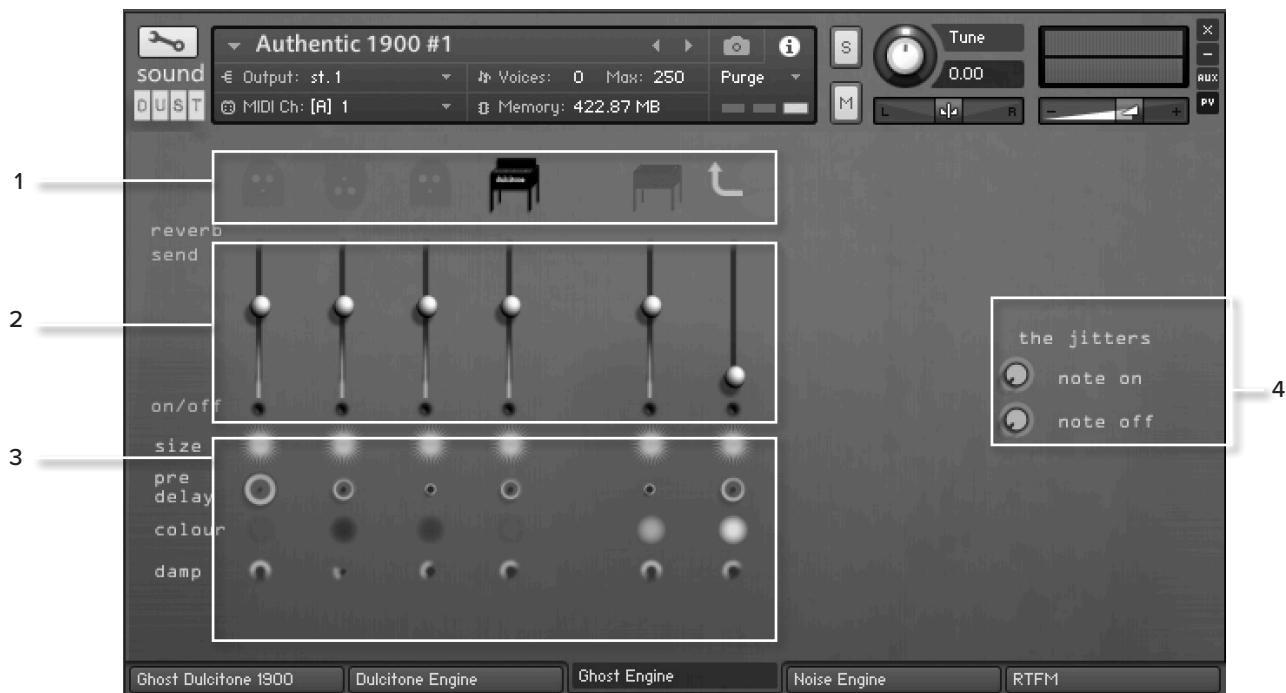 Authentic 1900 #1
sound
DUST
Output: st.1
Voices: 0 Max: 250
Purge
MIDI Ch: [A] 1
Memory: 422.87 MB
S
M
Tune
0.00
L
R
-
+
X
-
AUX
PV
1
Dulcitone
reverb
send
2
on/off
the jitters
note on
note off
4
3
size
pre
delay
colour
damp
Ghost Dulcitone 1900
Dulcitone Engine
Ghost Engine
Noise Engine
RTFM